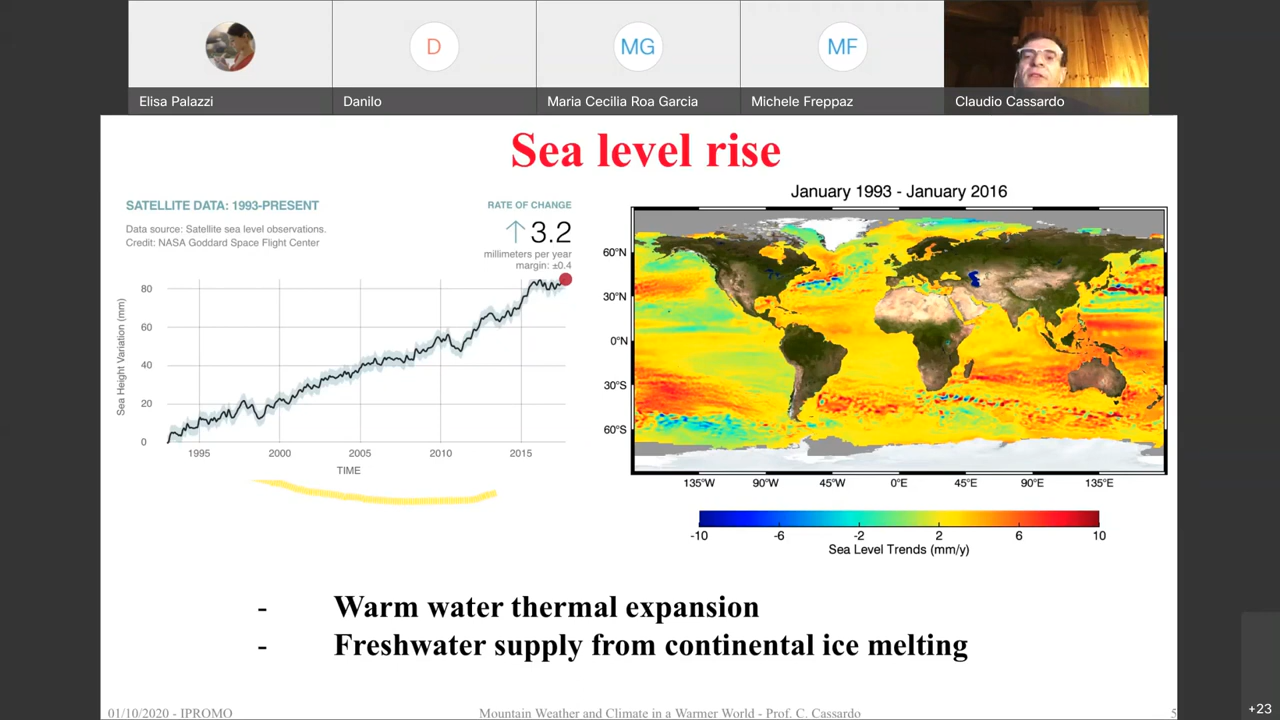 D
MG
MF
Elisa Palazzi
Danilo
Maria Cecilia Roa Garcia
Michele Freppaz
Claudio Cassardo
Sea level rise
SATELLITE DATA: 1993-PRESENT
Data source: Satellite sea level observations.
Credit: NASA Goddard Space Flight Center
RATE OF CHANGE
↑ 3.2
millimeters per year
margin: ±0.4
Sea Height Variation (mm)
80
60
40
20
0
1995 2000 2005 2010 2015
TIME
January 1993 - January 2016
60°N
30°N
0°N
30°S
60°S
135°W 90°W 45°W 0°E 45°E 90°E 135°E
-10 -6 -2 2 6 10
Sea Level Trends (mm/y)
- Warm water thermal expansion
- Freshwater supply from continental ice melting
01/10/2020 - IPROMO
Mountain Weather and Climate in a Warmer World - Prof. C. Cassardo
5
+23